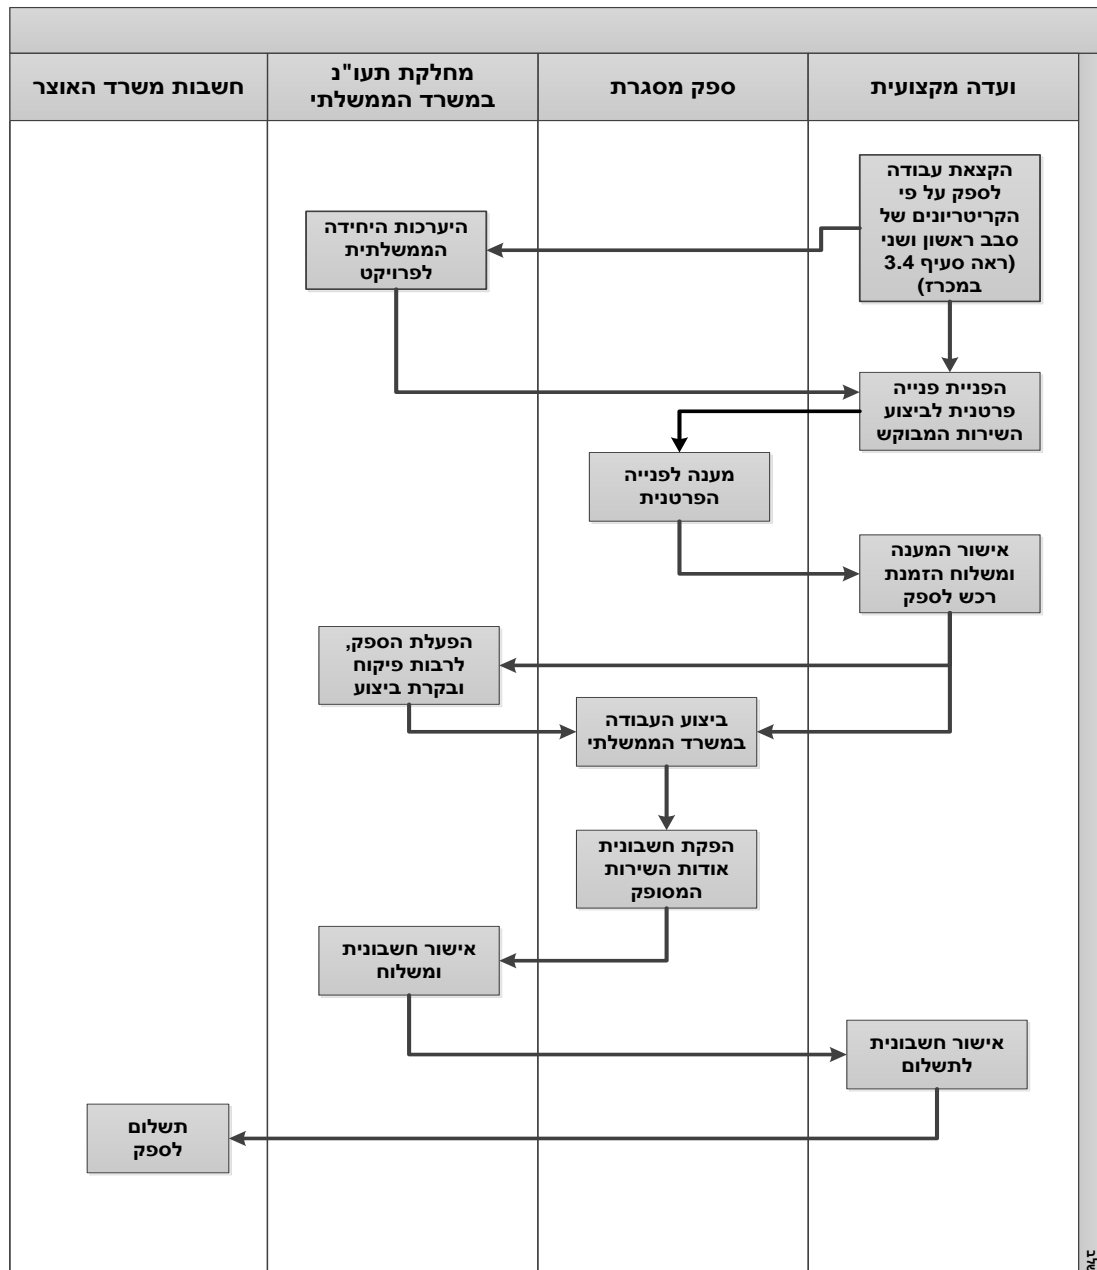 ועדה מקצועית
ספק מסגרת
מחלקת תעו"נ
במשרד הממשלתי
חשבות משרד האוצר
הקצאת עבודה
לספק על פי
הקריטריונים של
סבב ראשון ושני
(ראה סעיף 3.4
במכרז)
היערכות היחידה
הממשלתית
לפרויקט
הפניית פנייה
פרטנית לביצוע
השירות המבוקש
מענה לפנייה
הפרטנית
אישור המענה
ומשלוח הזמנת
רכש לספק
הפעלת הספק,
לרבות פיקוח
ובקרת ביצוע
ביצוע העבודה
במשרד הממשלתי
הפקת חשבונית
אודות השירות
המסופק
אישור חשבונית
ומשלוח
אישור חשבונית
לתשלום
תשלום
לספק